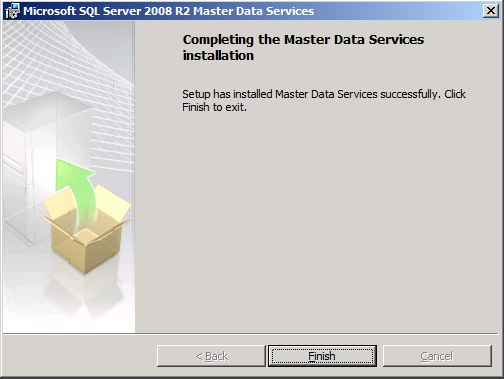 Microsoft SQL Server 2008 R2 Master Data Services
Completing the Master Data Services
installation
Setup has installed Master Data Services successfully. Click
Finish to exit.
< Back
Finish
Cancel